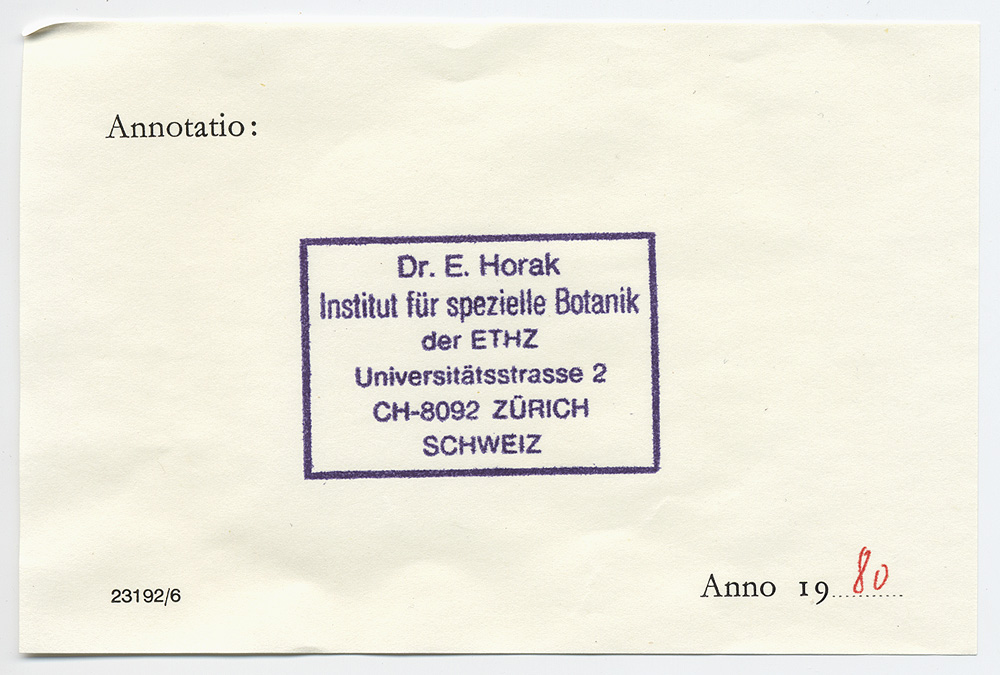 Annotatio:
Dr. E. Horak
Institut für spezielle Botanik
der ETHZ
Universitätsstrasse 2
CH-8092 ZÜRICH
SCHWEIZ
23192/6
Anno 1980